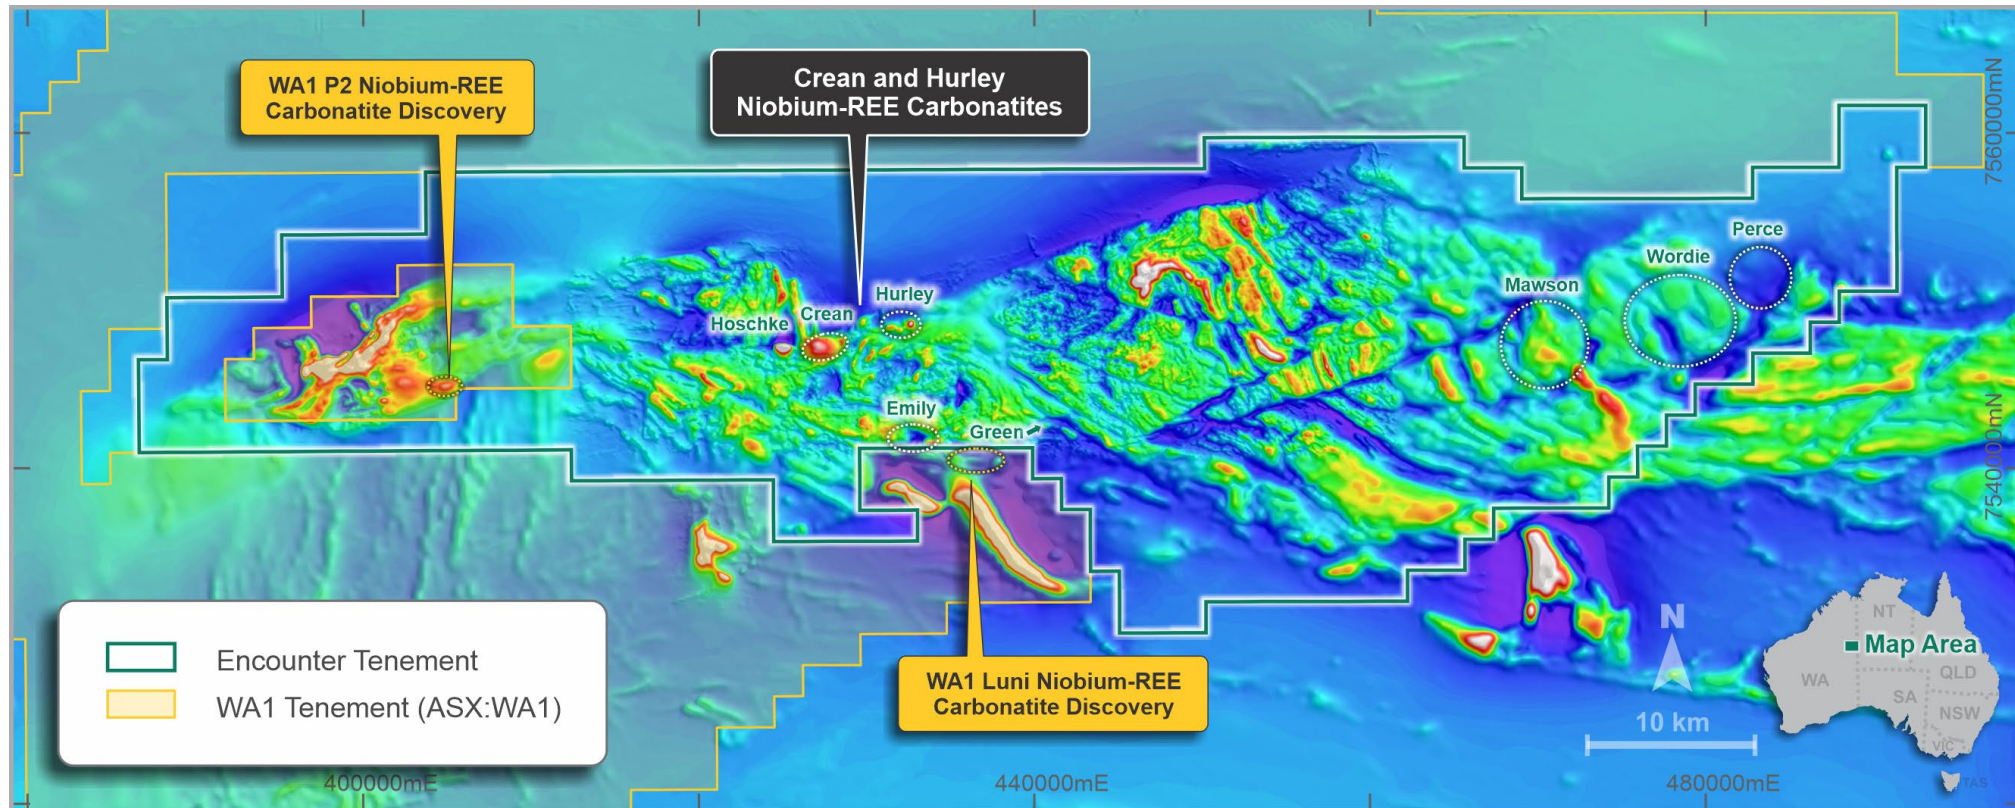 WA1 P2 Niobium-REE
Carbonatite Discovery
Crean and Hurley
Niobium-REE Carbonatites
7560000mN
Perce
Wordie
Mawson
Hurley
Crean
Hoschke
Emily
Green
7540000mN
WA1 Luni Niobium-REE
Carbonatite Discovery
Encounter Tenement
WA1 Tenement (ASX:WA1)
N
10 km
NT
Map Area
WA
QLD
SA
NSW
VIC
TAS
400000mE
440000mE
480000mE